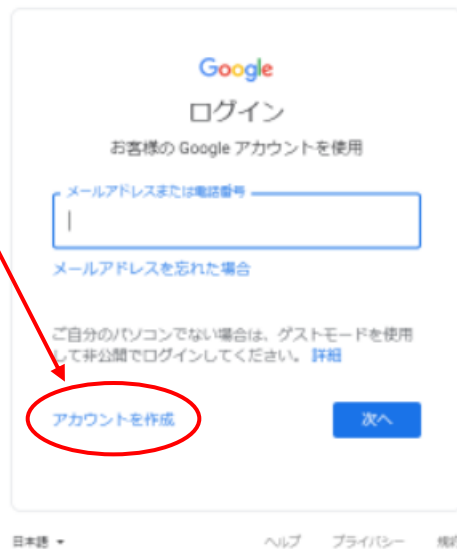 Google
ログイン
お客様の Google アカウントを使用
メールアドレスまたは電話番号
メールアドレスを忘れた場合
ご自分のパソコンでない場合は、ゲストモードを使用
して非公開でログインしてください。 詳細
アカウントを作成 次へ
日本語 ヘルプ プライバシー 規約